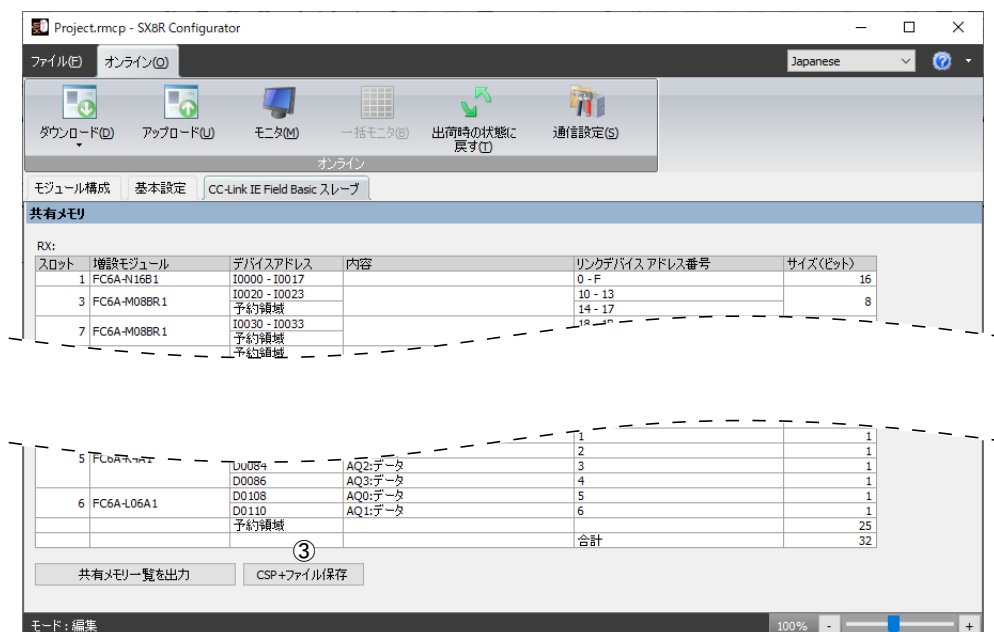 Project.rmcp - SX8R Configurator
ファイル(F) オンライン(O) Japanese
ダウンロード(D) アップロード(U) モニタ(M) 一括モニタ(B) 出荷時の状態に戻す(T) 通信設定(S)
オンライン
モジュール構成 基本設定 CC-Link IE Field Basic スレーブ
共有メモリ
RX:
スロット 増設モジュール デバイスアドレス 内容 リンクデバイス アドレス番号 サイズ(ビット)
1 FC6A-N16B1 I0000 - I0017 0 - F 16
3 FC6A-M08BR1 I0020 - I0023 10 - 13 8
予約領域 14 - 17
7 FC6A-M08BR1 I0030 - I0033
予約領域
予約領域
1 1
5 2 1
D0084 AQ2:データ 3 1
D0086 AQ3:データ 4 1
6 FC6A-L06A1 D0108 AQ0:データ 5 1
D0110 AQ1:データ 6 1
予約領域 25
合計 32
③
共有メモリ一覧を出力 CSP+ファイル保存
モード : 編集 100% - +